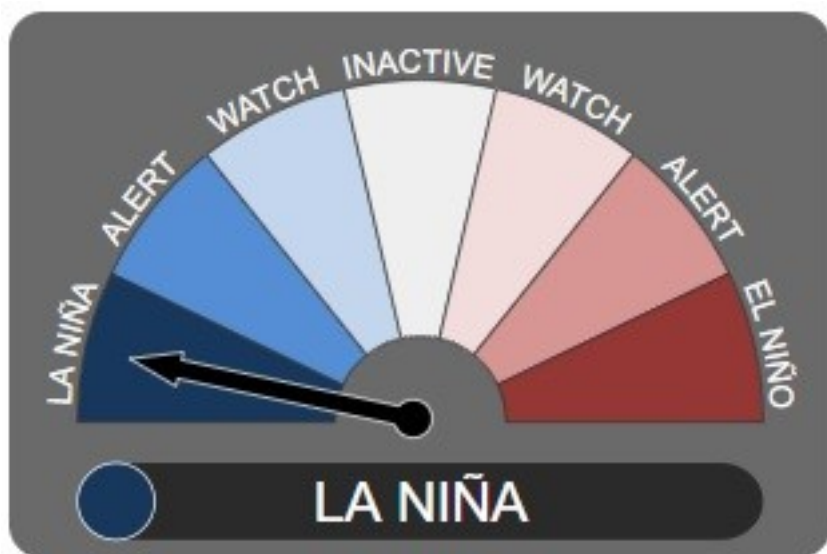 LA NIÑA
ALERT
WATCH
INACTIVE
WATCH
ALERT
EL NIÑO
LA NIÑA